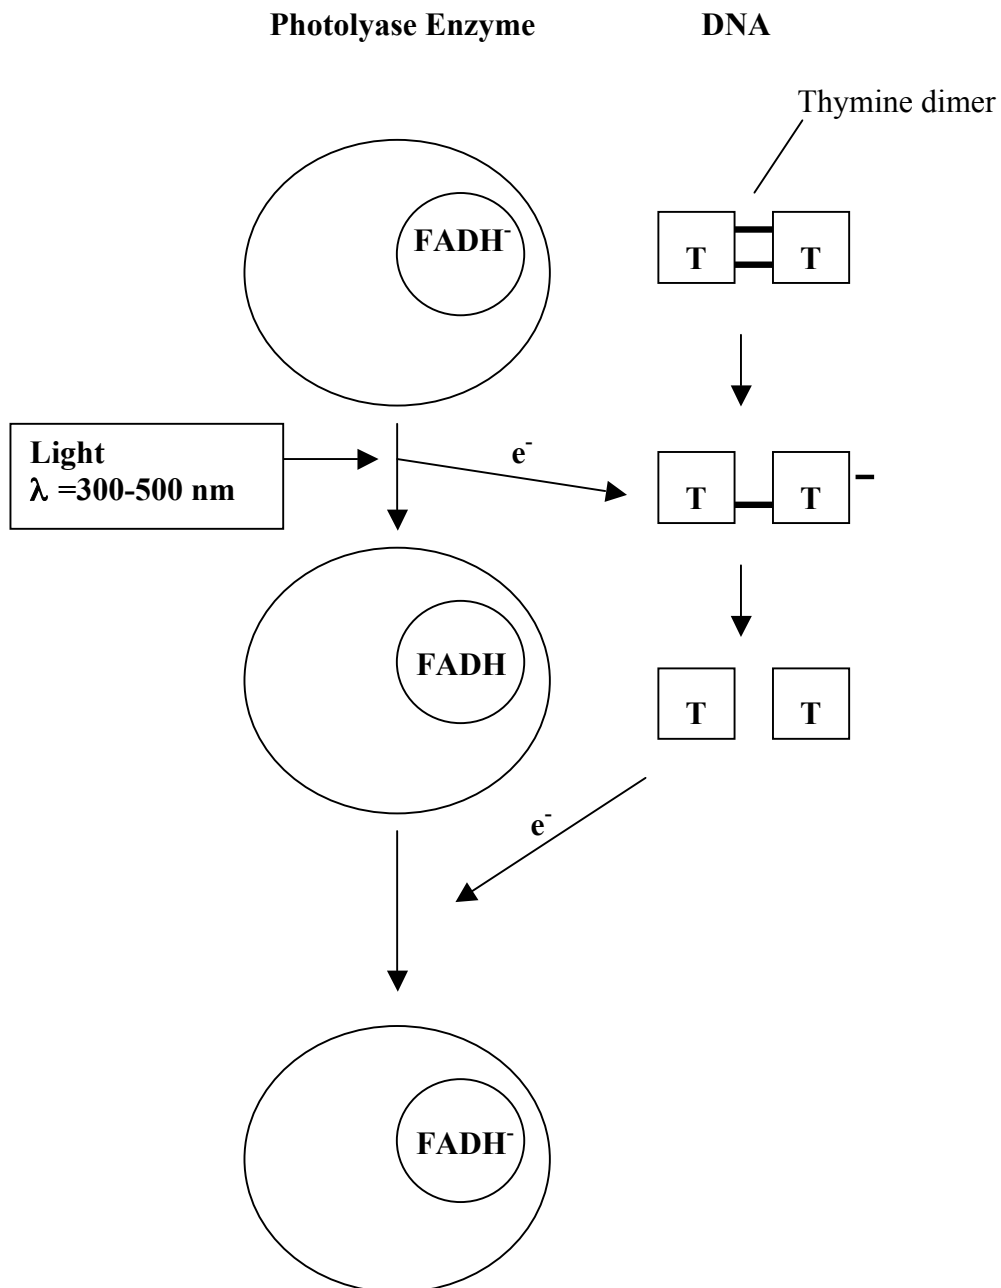 Photolyase Enzyme DNA
Thymine dimer
FADH⁻
T T
Light
λ =300-500 nm
e⁻
T T ⁻
FADH
T T
e⁻
FADH⁻